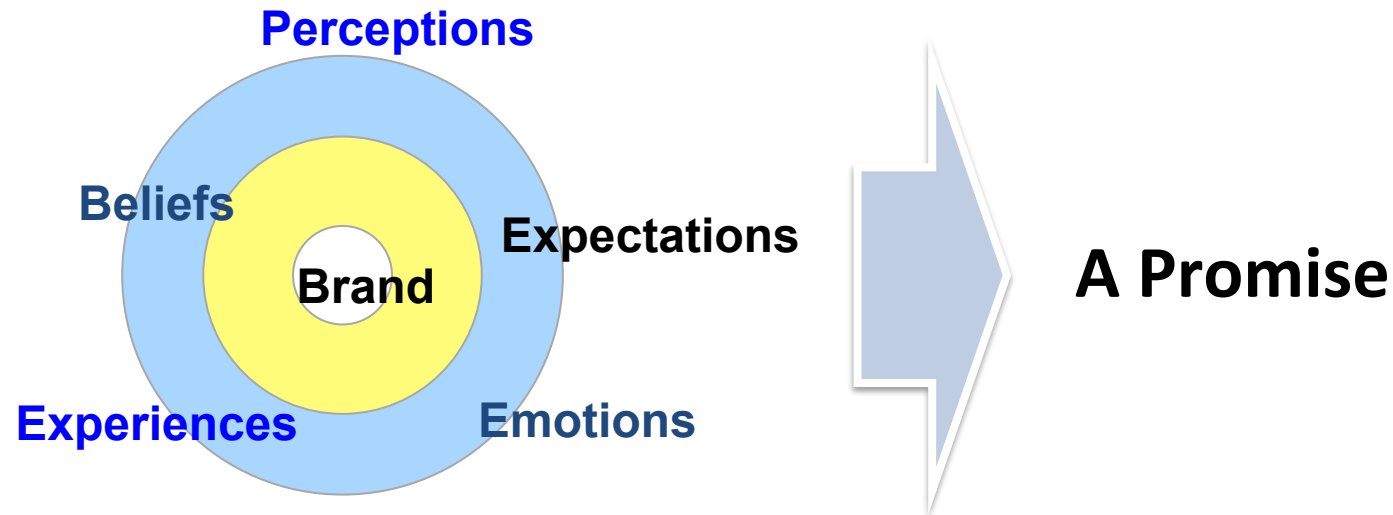 Perceptions
Beliefs
Expectations
Brand
Experiences
Emotions
A Promise